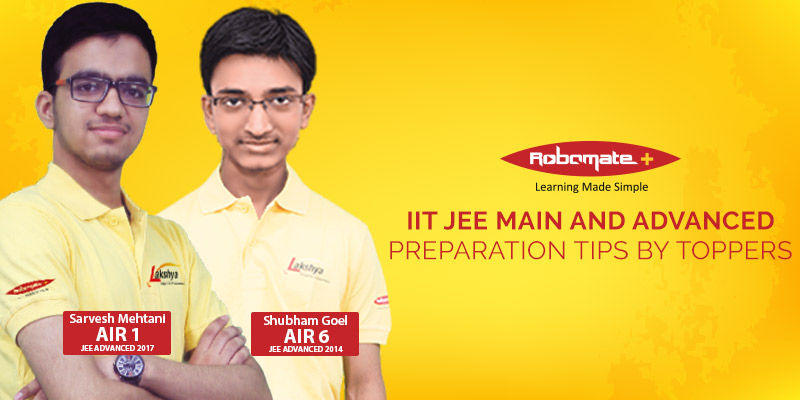 Robomate+
Learning Made Simple
IIT JEE MAIN AND ADVANCED
PREPARATION TIPS BY TOPPERS
Lakshya
Lakshya
Sarvesh Mehtani
AIR 1
JEE ADVANCED 2017
Shubham Goel
AIR 6
JEE ADVANCED 2014